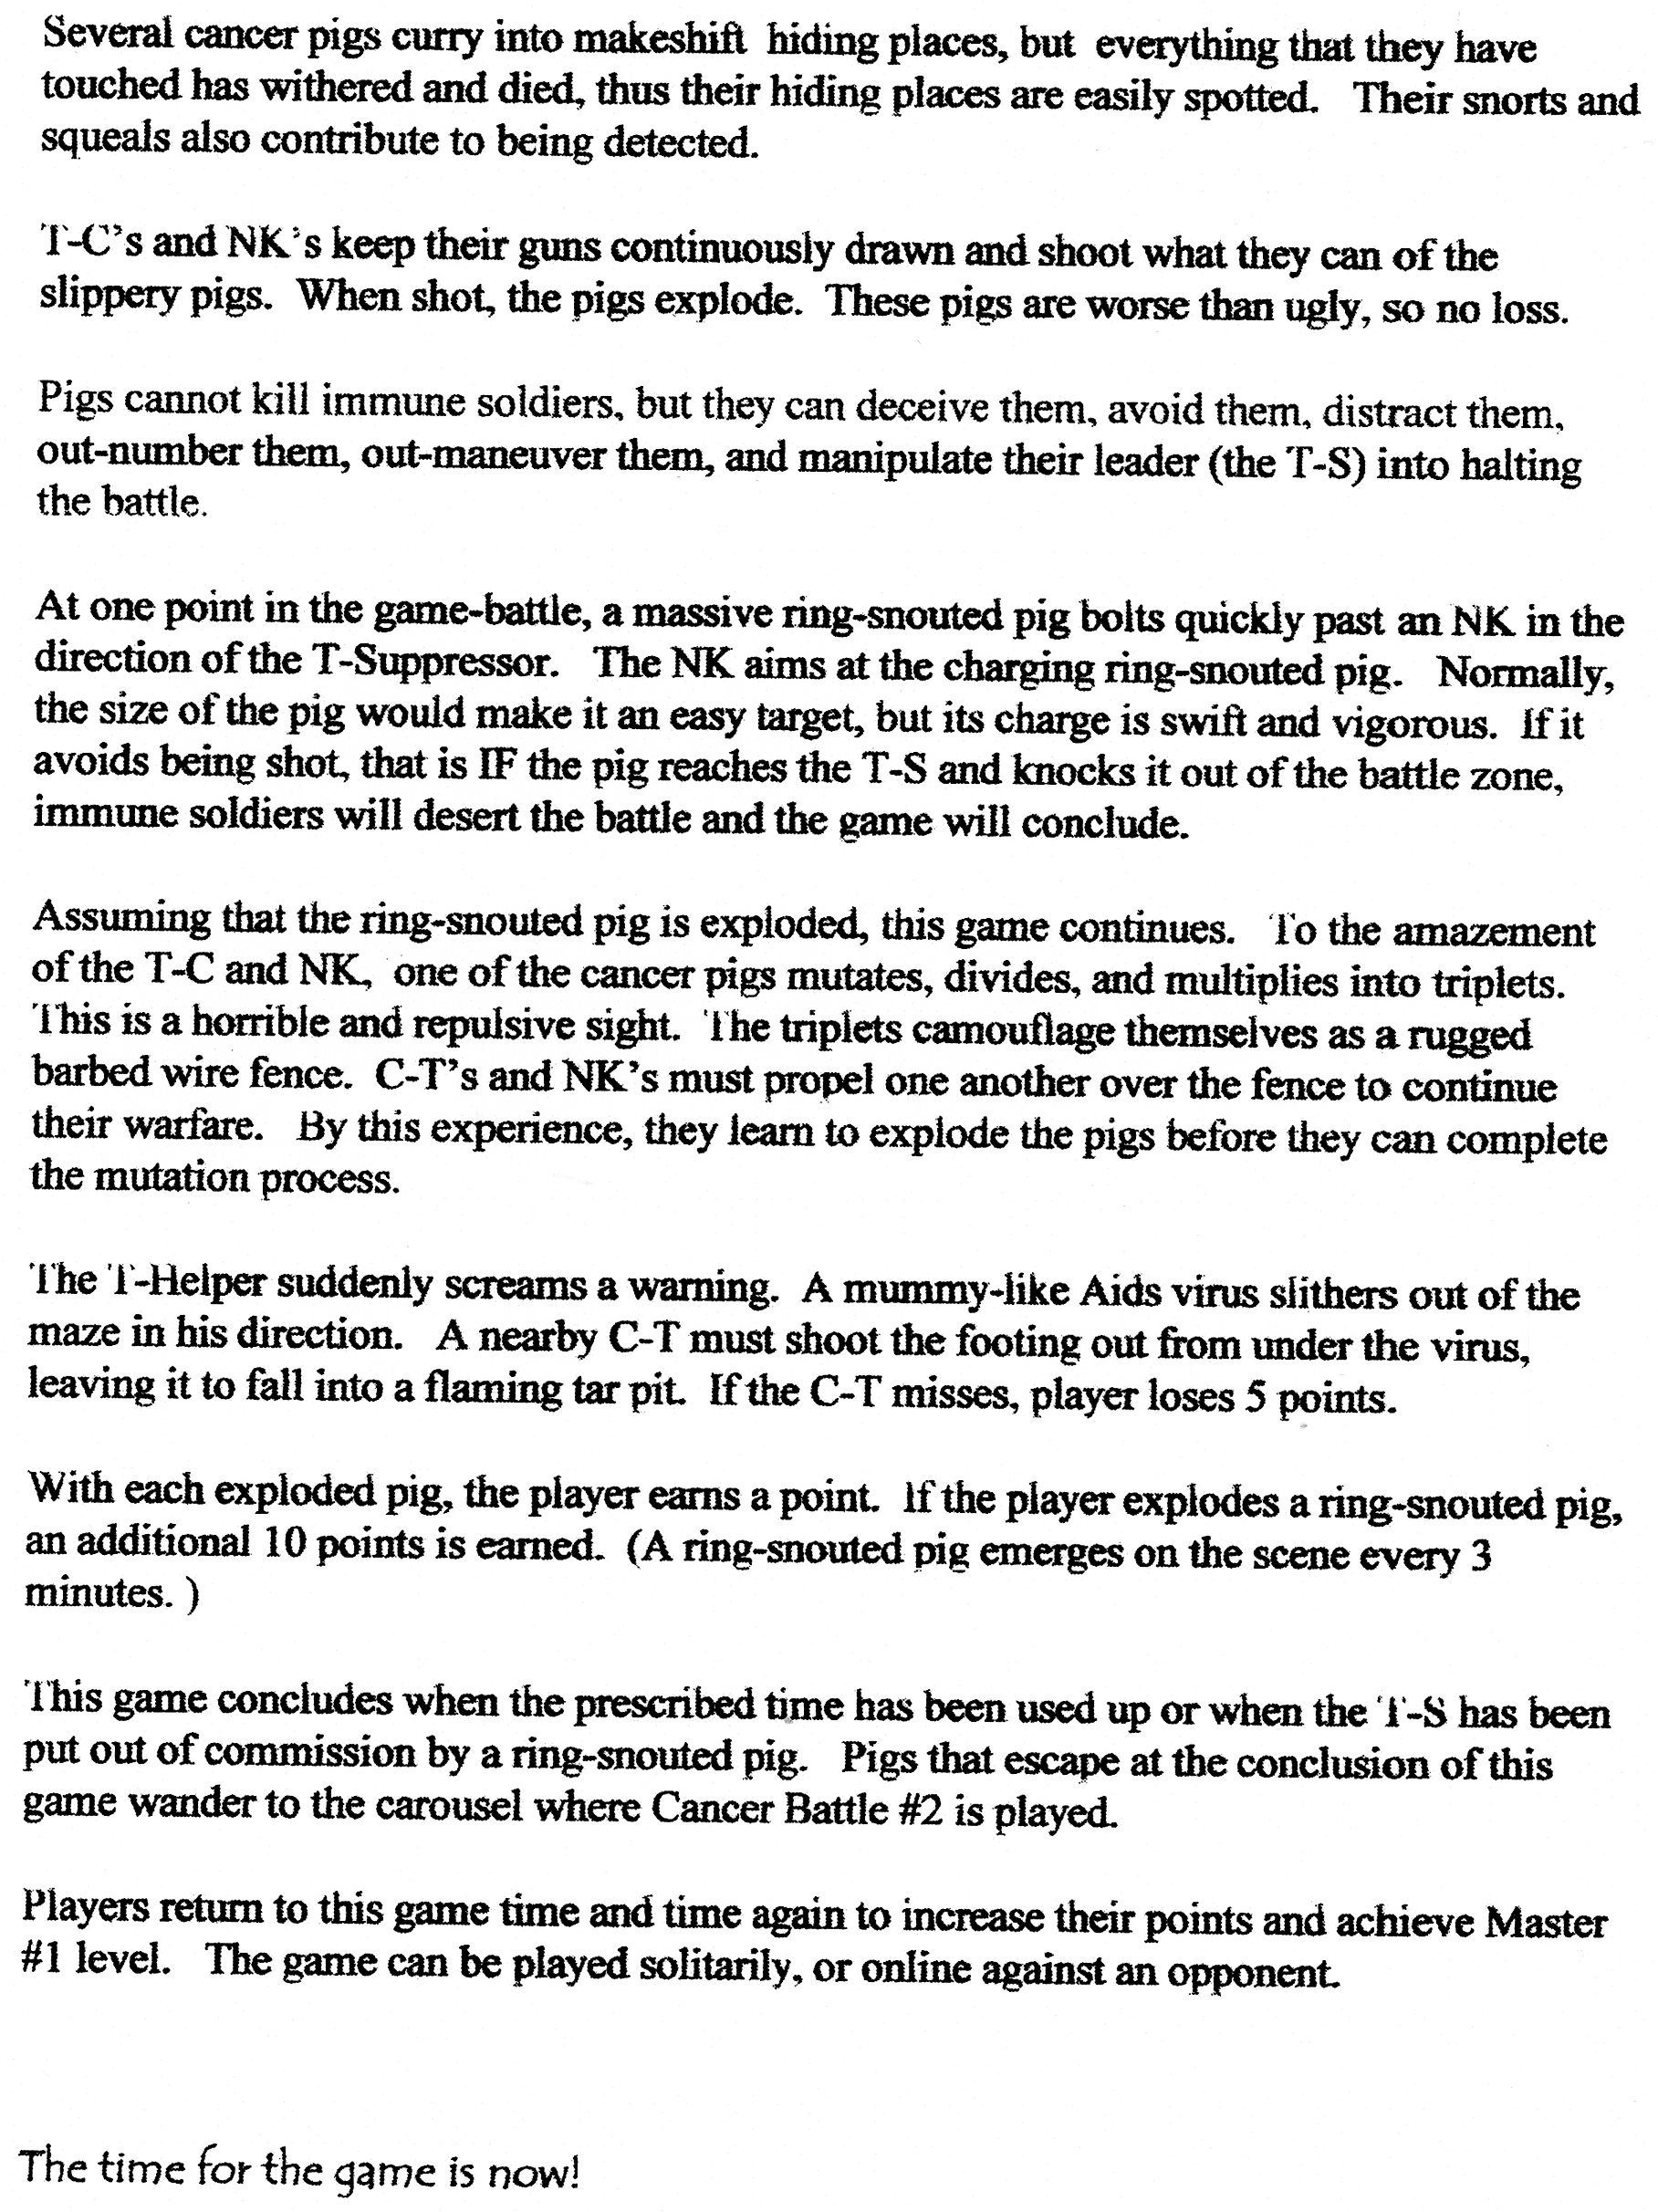 Several cancer pigs curry into makeshift hiding places, but everything that they have
touched has withered and died, thus their hiding places are easily spotted. Their snorts and
squeals also contribute to being detected.
T-C's and NK's keep their guns continuously drawn and shoot what they can of the
slippery pigs. When shot, the pigs explode. These pigs are worse than ugly, so no loss.
Pigs cannot kill immune soldiers, but they can deceive them, avoid them, distract them,
out-number them, out-maneuver them, and manipulate their leader (the T-S) into halting
the battle.
At one point in the game-battle, a massive ring-snouted pig bolts quickly past an NK in the
direction of the T-Suppressor. The NK aims at the charging ring-snouted pig. Normally,
the size of the pig would make it an easy target, but its charge is swift and vigorous. If it
avoids being shot, that is IF the pig reaches the T-S and knocks it out of the battle zone,
immune soldiers will desert the battle and the game will conclude.
Assuming that the ring-snouted pig is exploded, this game continues. To the amazement
of the T-C and NK, one of the cancer pigs mutates, divides, and multiplies into triplets.
This is a horrible and repulsive sight. The triplets camouflage themselves as a rugged
barbed wire fence. C-T's and NK's must propel one another over the fence to continue
their warfare. By this experience, they learn to explode the pigs before they can complete
the mutation process.
The T-Helper suddenly screams a warning. A mummy-like Aids virus slithers out of the
maze in his direction. A nearby C-T must shoot the footing out from under the virus,
leaving it to fall into a flaming tar pit. If the C-T misses, player loses 5 points.
With each exploded pig, the player earns a point. If the player explodes a ring-snouted pig,
an additional 10 points is earned. (A ring-snouted pig emerges on the scene every 3
minutes. )
This game concludes when the prescribed time has been used up or when the T-S has been
put out of commission by a ring-snouted pig. Pigs that escape at the conclusion of this
game wander to the carousel where Cancer Battle #2 is played.
Players return to this game time and time again to increase their points and achieve Master
#1 level. The game can be played solitarily, or online against an opponent.
The time for the game is now!